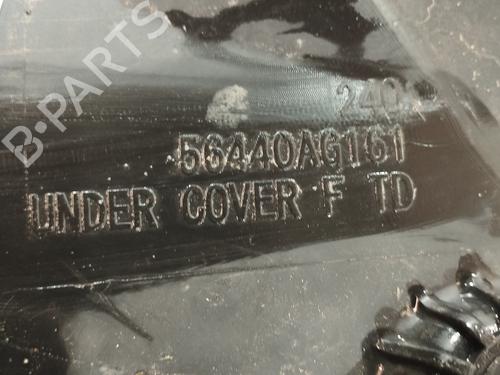 B-PARTS
240
56440AG161
UNDER COVER F TD